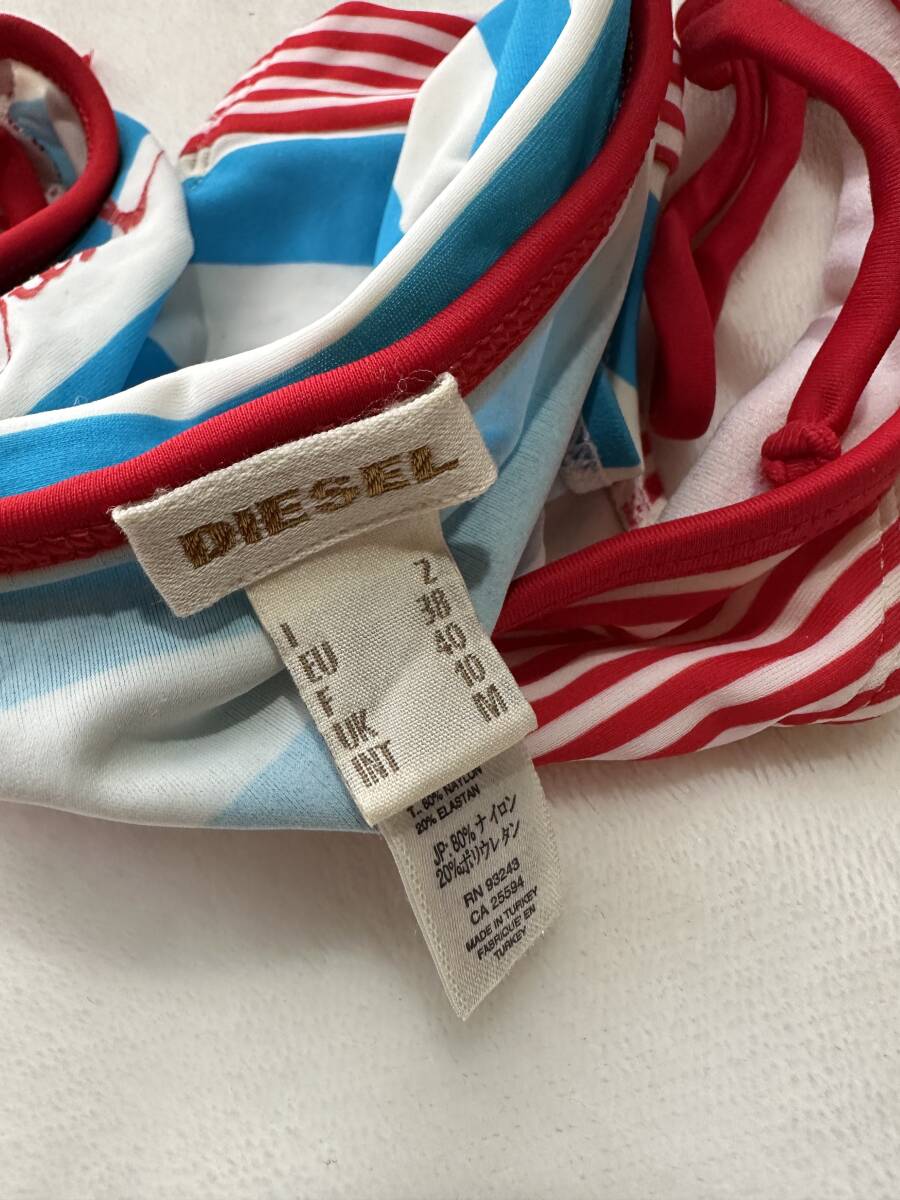 DIESEL
I 2
EU 38
F 40
UK 10
INT M
T.. 80% NAYLON
20% ELASTAN
JP: 80% ナイロン
20%ポリウレタン
RN 93243
CA 25594
MADE IN TURKEY
FABRIQUE' EN
TURKEY